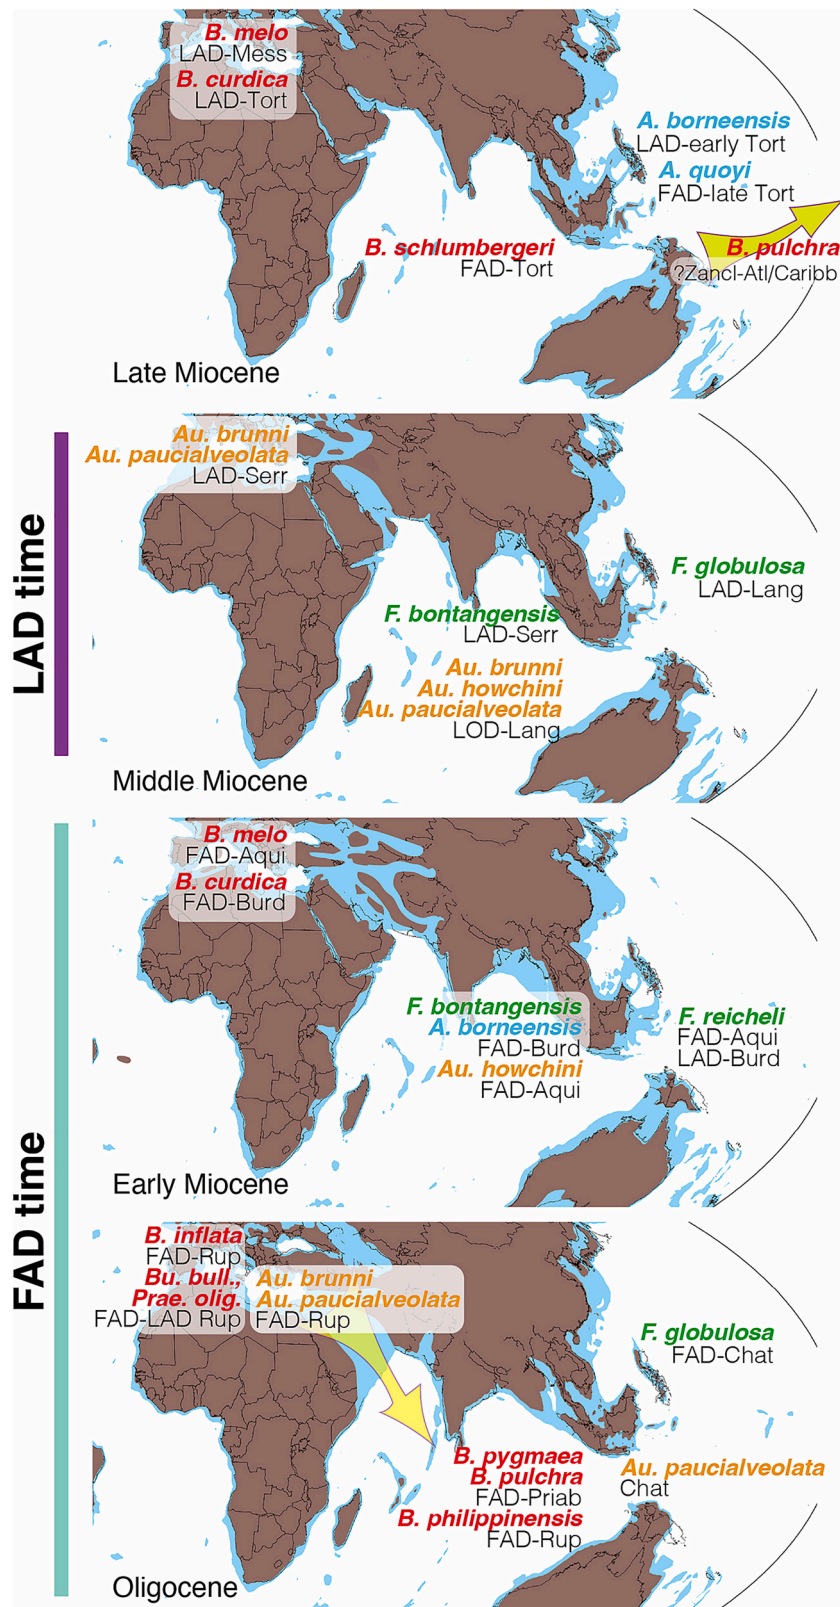 B. melo
LAD-Mess
B. curdica
LAD-Tort
A. borneensis
LAD-early Tort
A. quoyi
FAD-late Tort
B. schlumbergeri
FAD-Tort
B. pulchra
?Zancl-Atl/Caribb
Late Miocene
LAD time
Au. brunni
Au. paucialveolata
LAD-Serr
F. globulosa
LAD-Lang
F. bontangensis
LAD-Serr
Au. brunni
Au. howchini
Au. paucialveolata
LOD-Lang
Middle Miocene
FAD time
B. melo
FAD-Aqui
B. curdica
FAD-Burd
F. bontangensis
A. borneensis
FAD-Burd
Au. howchini
FAD-Aqui
F. reicheli
FAD-Aqui
LAD-Burd
Early Miocene
B. inflata
FAD-Rup
Bu. bull.,
Prae. olig.
FAD-LAD Rup
Au. brunni
Au. paucialveolata
FAD-Rup
F. globulosa
FAD-Chat
B. pygmaea
B. pulchra
FAD-Priab
B. philippinensis
FAD-Rup
Au. paucialveolata
Chat
Oligocene